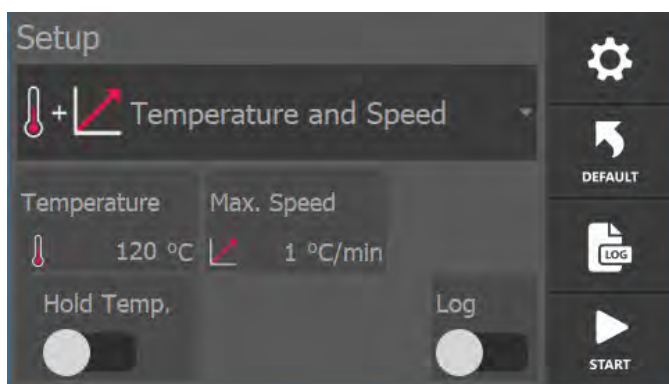 Setup
Temperature and Speed
Temperature
Max. Speed
120 °C
1 °C/min
Hold Temp.
Log
DEFAULT
LOG
START